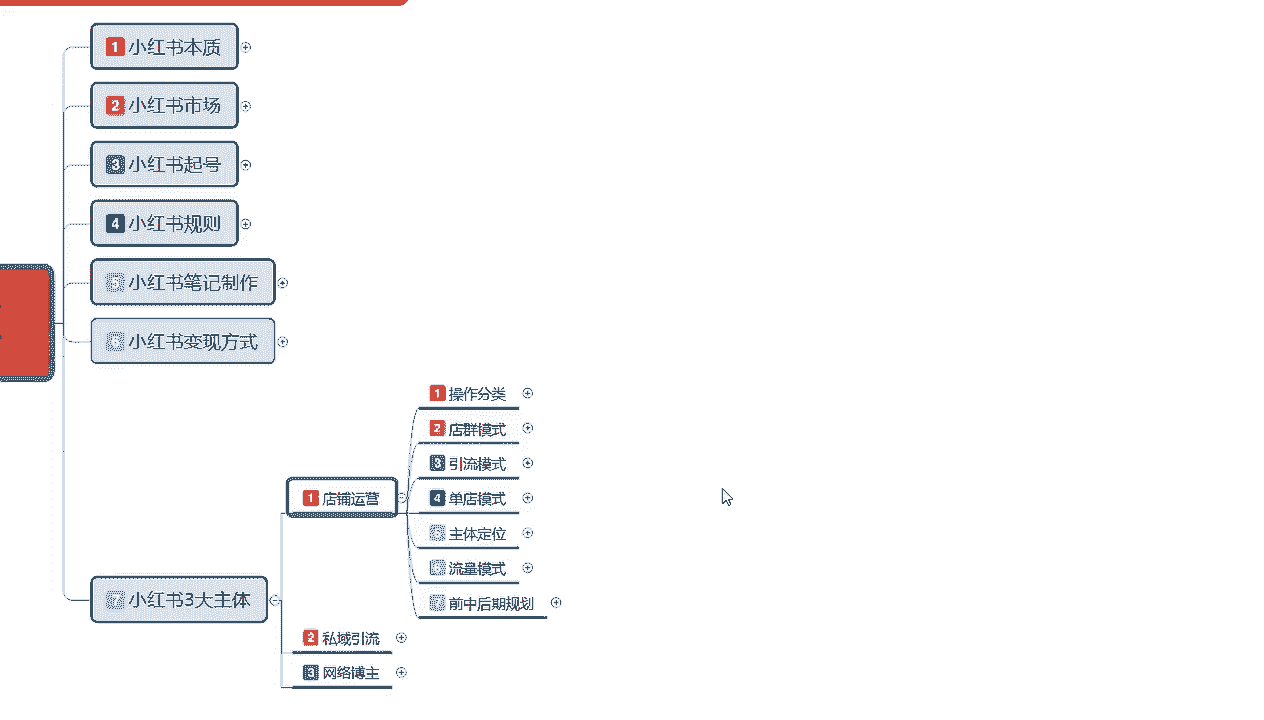 1 小红书本质
2 小红书市场
3 小红书起号
4 小红书规则
5 小红书笔记制作
小红书变现方式
7 小红书3大主体
1 店铺运营
1 操作分类
2 店群模式
3 引流模式
4 单店模式
主体定位
流量模式
7 前中后期规划
2 私域引流
3 网络博主